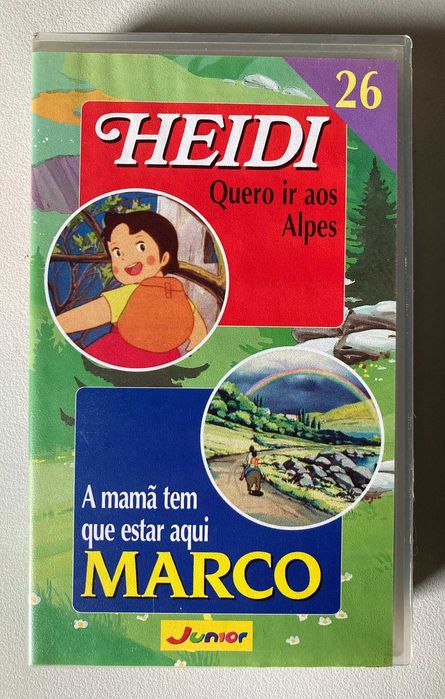 26
HEIDI
Quero ir aos
Alpes
A mamã tem
que estar aqui
MARCO
Junior